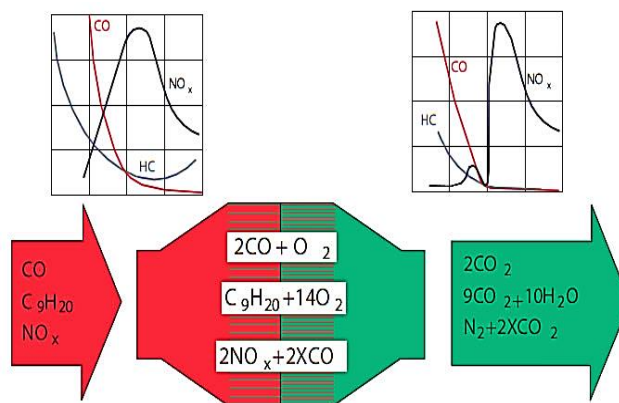 CO
NOₓ
HC
CO
NOₓ
HC
CO
C₉H₂₀
NOₓ
2CO + O₂
C₉H₂₀+14O₂
2NOₓ+2XCO
2CO₂
9CO₂+10H₂O
N₂+2XCO₂